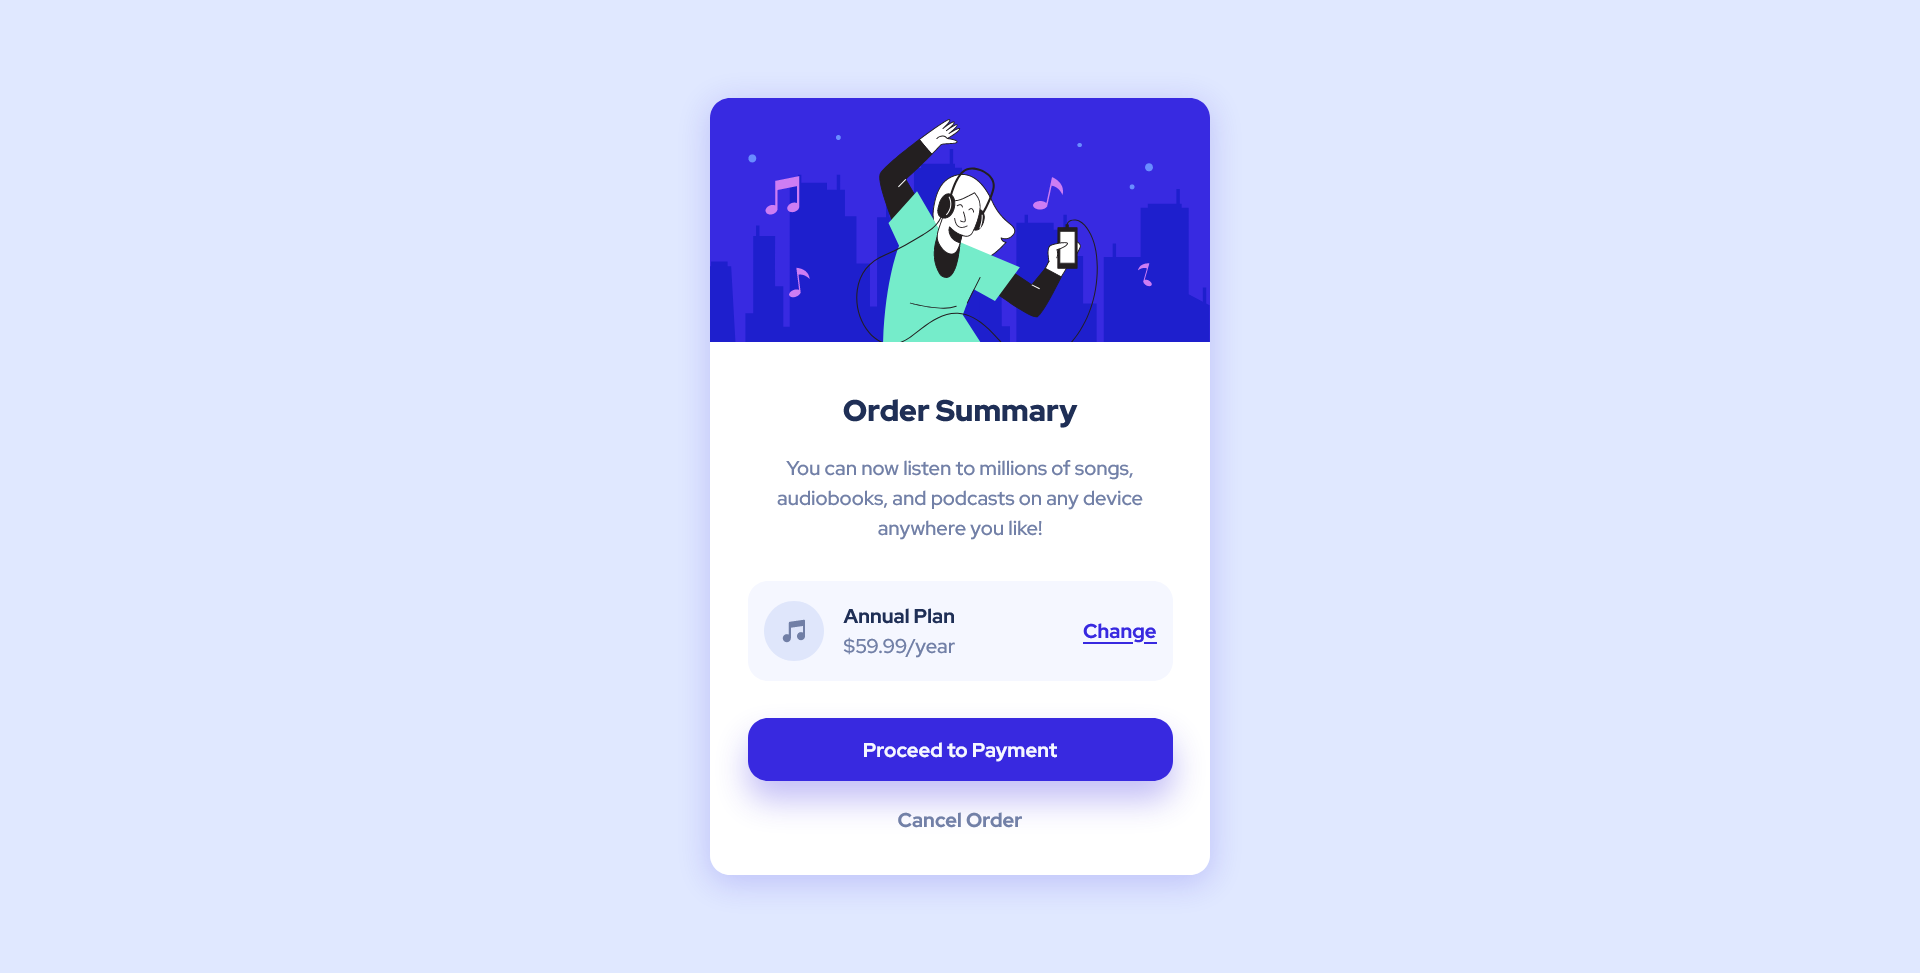 Order Summary
You can now listen to millions of songs,
audiobooks, and podcasts on any device
anywhere you like!
Annual Plan
$59.99/year
Change
Proceed to Payment
Cancel Order